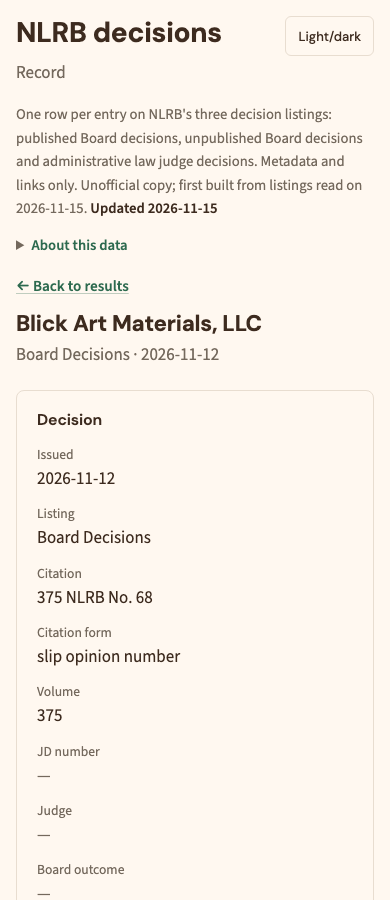 NLRB decisions
Light/dark
Record
One row per entry on NLRB's three decision listings:
published Board decisions, unpublished Board decisions
and administrative law judge decisions. Metadata and
links only. Unofficial copy; first built from listings read on
2026-11-15. Updated 2026-11-15
▶ About this data
← Back to results
Blick Art Materials, LLC
Board Decisions · 2026-11-12
Decision
Issued
2026-11-12
Listing
Board Decisions
Citation
375 NLRB No. 68
Citation form
slip opinion number
Volume
375
JD number
—
Judge
—
Board outcome
—